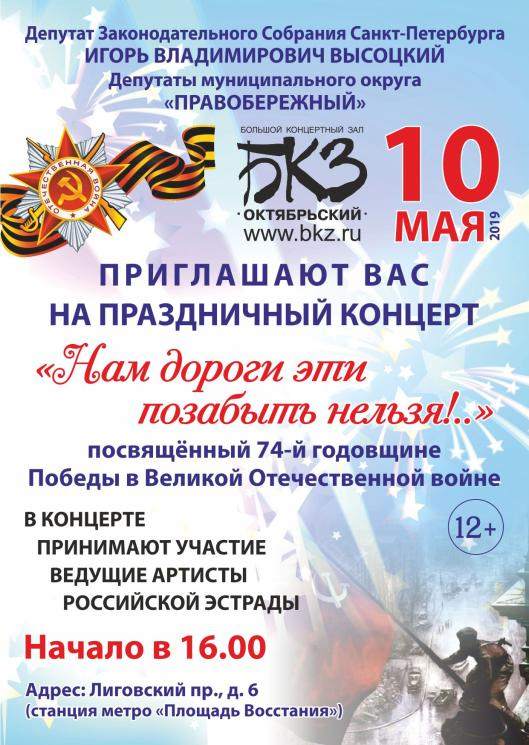 Депутат Законодательного Собрания Санкт-Петербурга
ИГОРЬ ВЛАДИМИРОВИЧ ВЫСОЦКИЙ
Депутаты муниципального округа
«ПРАВОБЕРЕЖНЫЙ»
ОТЕЧЕСТВЕННАЯ ВОЙНА
БОЛЬШОЙ КОНЦЕРТНЫЙ ЗАЛ
БКЗ
·ОКТЯБРЬСКИЙ·
www.bkz.ru
10
МАЯ
2019
ПРИГЛАШАЮТ ВАС
НА ПРАЗДНИЧНЫЙ КОНЦЕРТ
«Нам дороги эти
позабыть нельзя!..»
посвящённый 74-й годовщине
Победы в Великой Отечественной войне
В КОНЦЕРТЕ
ПРИНИМАЮТ УЧАСТИЕ
ВЕДУЩИЕ АРТИСТЫ
РОССИЙСКОЙ ЭСТРАДЫ
12+
Начало в 16.00
Адрес: Лиговский пр., д. 6
(станция метро «Площадь Восстания»)